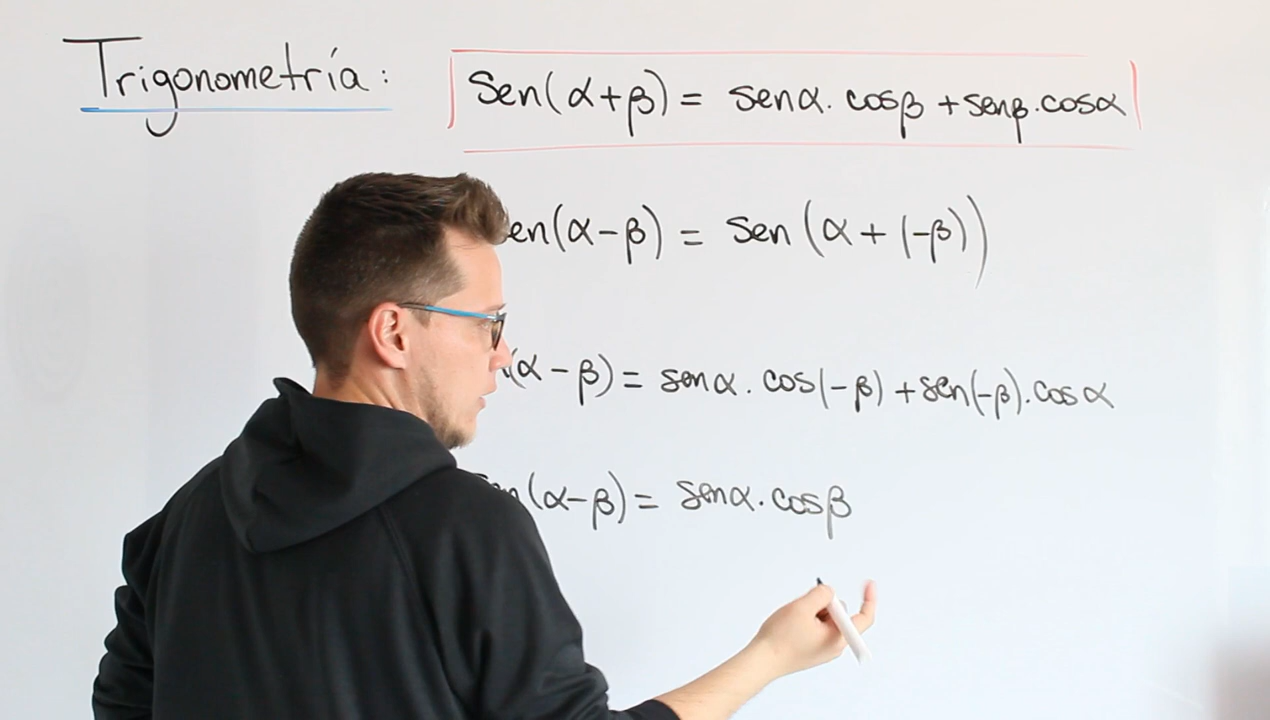 Trigonometría: Sen(α+β) = senα. cosβ + senβ.cosα
en(α-β) = Sen (α + (-β))
(α - β) = senα . cos(-β) + sen(-β).cosα
en(α-β) = senα. cosβ